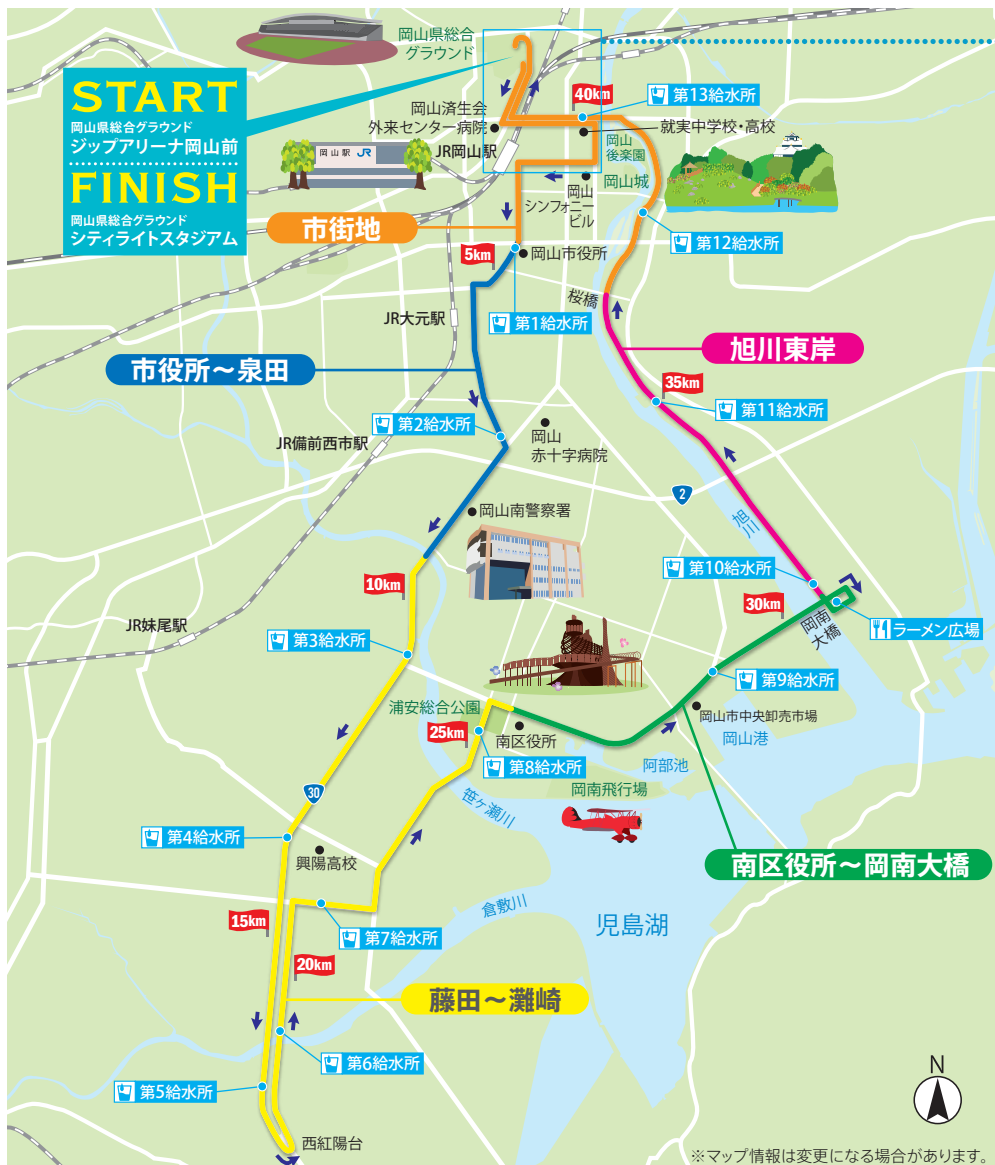 岡山県総合
グラウンド
START
岡山県総合グラウンド
ジップアリーナ岡山前
FINISH
岡山県総合グラウンド
シティライトスタジアム
岡山済生会
外来センター病院
40km
第13給水所
就実中学校・高校
岡山駅 JR
JR岡山駅
岡山
後楽園
岡山城
岡山
シンフォニー
ビル
市街地
第12給水所
5km
岡山市役所
桜橋
JR大元駅
第1給水所
旭川東岸
市役所～泉田
35km
第11給水所
第2給水所
JR備前西市駅
岡山
赤十字病院
2
岡山南警察署
旭川
第10給水所
10km
30km
JR妹尾駅
第3給水所
岡南
大橋
ラーメン広場
第9給水所
浦安総合公園
25km
南区役所
岡山市中央卸売市場
岡山港
第8給水所
阿部池
岡南飛行場
30
笹ヶ瀬川
第4給水所
興陽高校
南区役所～岡南大橋
倉敷川
15km
第7給水所
児島湖
20km
藤田～灘崎
第6給水所
第5給水所
西紅陽台
N
※マップ情報は変更になる場合があります。